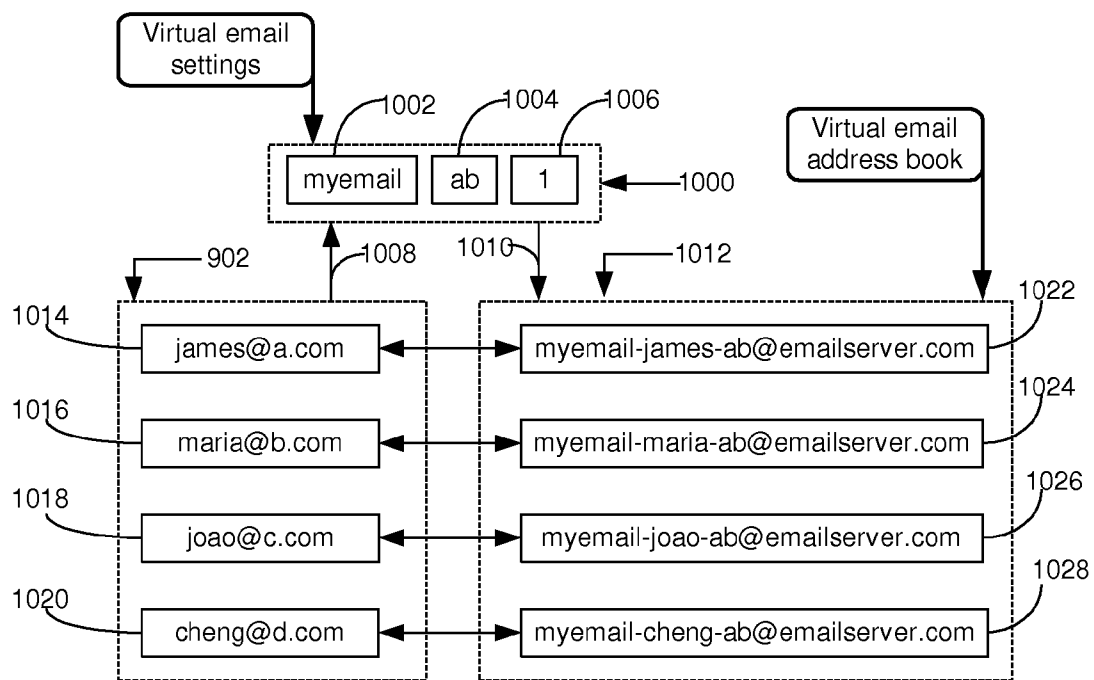 Virtual email
settings
1002
1004
1006
Virtual email
address book
myemail
ab
1
1000
902
1008
1010
1012
1014
james@a.com
myemail-james-ab@emailserver.com
1022
1016
maria@b.com
myemail-maria-ab@emailserver.com
1024
1018
joao@c.com
myemail-joao-ab@emailserver.com
1026
1020
cheng@d.com
myemail-cheng-ab@emailserver.com
1028